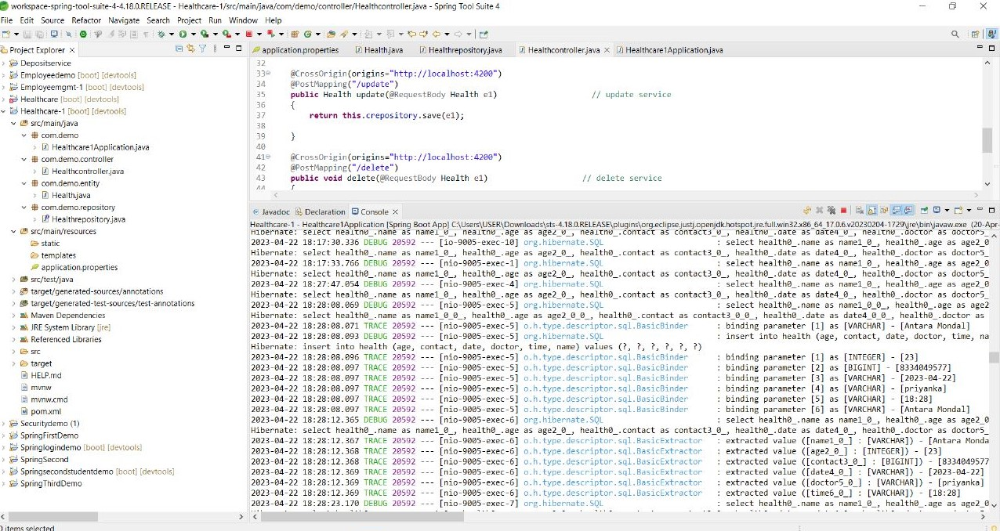 workspace-spring-tool-suite-4-4.18.0.RELEASE - Healthcare-1/src/main/java/com/demo/controller/Healthcontroller.java - Spring Tool Suite 4
File Edit Source Refactor Navigate Search Project Run Window Help
Project Explorer
Depositservice
Employeedemo [boot] [devtools]
Employeemgmt-1 [boot] [devtools]
Healthcare [boot] [devtools]
Healthcare-1 [boot] [devtools]
src/main/java
com.demo
Healthcare1Application.java
com.demo.controller
Healthcontroller.java
com.demo.entity
Health.java
com.demo.repository
Healthrepository.java
src/main/resources
static
templates
application.properties
src/test/java
target/generated-sources/annotations
target/generated-test-sources/test-annotations
Maven Dependencies
JRE System Library [jre]
Referenced Libraries
src
target
HELP.md
mvnw
mvnw.cmd
pom.xml
Securitydemo (1)
SpringFirstDemo
Springlogindemo [boot] [devtools]
SpringSecond
Springsecondstudentdemo [boot] [devtools]
SpringThirdDemo
application.properties Health.java Healthrepository.java Healthcontroller.java Healthcare1Application.java
32
33 @CrossOrigin(origins="http://localhost:4200")
34 @PostMapping("/update")
35 public Health update(@RequestBody Health e1) // update service
36 {
37 return this.crepository.save(e1);
38
39 }
40
41 @CrossOrigin(origins="http://localhost:4200")
42 @PostMapping("/delete")
43 public void delete(@RequestBody Health e1) // delete service
44 {
Javadoc Declaration Console
Healthcare-1 - Healthcare1Application [Spring Boot App] C:\Users\USER\Downloads\sts-4.18.0.RELEASE\plugins\org.eclipse.justj.openjdk.hotspot.jre.full.win32.x86_64_17.0.6.v20230204-1729\jre\bin\javaw.exe (20-Apr-
Hibernate: select health0_.name as name1_0_, health0_.age as age2_0_, health0_.contact as contact3_0_, health0_.date as date4_0_, health0_.doctor as doctor5_
2023-04-22 18:17:30.336 DEBUG 20592 --- [io-9005-exec-10] org.hibernate.SQL : select health0_.name as name1_0_, health0_.age as age2_0
Hibernate: select health0_.name as name1_0_, health0_.age as age2_0_, health0_.contact as contact3_0_, health0_.date as date4_0_, health0_.doctor as doctor5_
2023-04-22 18:17:33.766 DEBUG 20592 --- [nio-9005-exec-1] org.hibernate.SQL : select health0_.name as name1_0_, health0_.age as age2_0
Hibernate: select health0_.name as name1_0_, health0_.age as age2_0_, health0_.contact as contact3_0_, health0_.date as date4_0_, health0_.doctor as doctor5_
2023-04-22 18:27:47.054 DEBUG 20592 --- [nio-9005-exec-4] org.hibernate.SQL : select health0_.name as name1_0_, health0_.age as age2_0
Hibernate: select health0_.name as name1_0_, health0_.age as age2_0_, health0_.contact as contact3_0_, health0_.date as date4_0_, health0_.doctor as doctor5_
2023-04-22 18:28:08.069 DEBUG 20592 --- [nio-9005-exec-5] org.hibernate.SQL : select health0_.name as name1_0_0_, health0_.age as age2
Hibernate: select health0_.name as name1_0_0_, health0_.age as age2_0_0_, health0_.contact as contact3_0_0_, health0_.date as date4_0_0_, health0_.doctor as
2023-04-22 18:28:08.071 TRACE 20592 --- [nio-9005-exec-5] o.h.type.descriptor.sql.BasicBinder : binding parameter [1] as [VARCHAR] - [Antara Mondal]
2023-04-22 18:28:08.093 DEBUG 20592 --- [nio-9005-exec-5] org.hibernate.SQL : insert into health (age, contact, date, doctor, time, na
Hibernate: insert into health (age, contact, date, doctor, time, name) values (?, ?, ?, ?, ?, ?)
2023-04-22 18:28:08.096 TRACE 20592 --- [nio-9005-exec-5] o.h.type.descriptor.sql.BasicBinder : binding parameter [1] as [INTEGER] - [23]
2023-04-22 18:28:08.097 TRACE 20592 --- [nio-9005-exec-5] o.h.type.descriptor.sql.BasicBinder : binding parameter [2] as [BIGINT] - [8334049577]
2023-04-22 18:28:08.097 TRACE 20592 --- [nio-9005-exec-5] o.h.type.descriptor.sql.BasicBinder : binding parameter [3] as [VARCHAR] - [2023-04-22]
2023-04-22 18:28:08.097 TRACE 20592 --- [nio-9005-exec-5] o.h.type.descriptor.sql.BasicBinder : binding parameter [4] as [VARCHAR] - [priyanka]
2023-04-22 18:28:08.097 TRACE 20592 --- [nio-9005-exec-5] o.h.type.descriptor.sql.BasicBinder : binding parameter [5] as [VARCHAR] - [18:28]
2023-04-22 18:28:08.097 TRACE 20592 --- [nio-9005-exec-5] o.h.type.descriptor.sql.BasicBinder : binding parameter [6] as [VARCHAR] - [Antara Mondal]
2023-04-22 18:28:12.365 DEBUG 20592 --- [nio-9005-exec-6] org.hibernate.SQL : select health0_.name as name1_0_, health0_.age as age2_0
Hibernate: select health0_.name as name1_0_, health0_.age as age2_0_, health0_.contact as contact3_0_, health0_.date as date4_0_, health0_.doctor as doctor5_
2023-04-22 18:28:12.367 TRACE 20592 --- [nio-9005-exec-6] o.h.type.descriptor.sql.BasicExtractor : extracted value ([name1_0_] : [VARCHAR]) - [Antara Monda
2023-04-22 18:28:12.368 TRACE 20592 --- [nio-9005-exec-6] o.h.type.descriptor.sql.BasicExtractor : extracted value ([age2_0_] : [INTEGER]) - [23]
2023-04-22 18:28:12.368 TRACE 20592 --- [nio-9005-exec-6] o.h.type.descriptor.sql.BasicExtractor : extracted value ([contact3_0_] : [BIGINT]) - [8334049577
2023-04-22 18:28:12.369 TRACE 20592 --- [nio-9005-exec-6] o.h.type.descriptor.sql.BasicExtractor : extracted value ([date4_0_] : [VARCHAR]) - [2023-04-22]
2023-04-22 18:28:12.369 TRACE 20592 --- [nio-9005-exec-6] o.h.type.descriptor.sql.BasicExtractor : extracted value ([doctor5_0_] : [VARCHAR]) - [priyanka]
2023-04-22 18:28:12.369 TRACE 20592 --- [nio-9005-exec-6] o.h.type.descriptor.sql.BasicExtractor : extracted value ([time6_0_] : [VARCHAR]) - [18:28]
2023-04-22 18:28:23.170 DEBUG 20592 --- [nio-9005-exec-7] org.hibernate.SQL : select health0_.name as name1_0_, health0_.age as age2_0
0 items selected